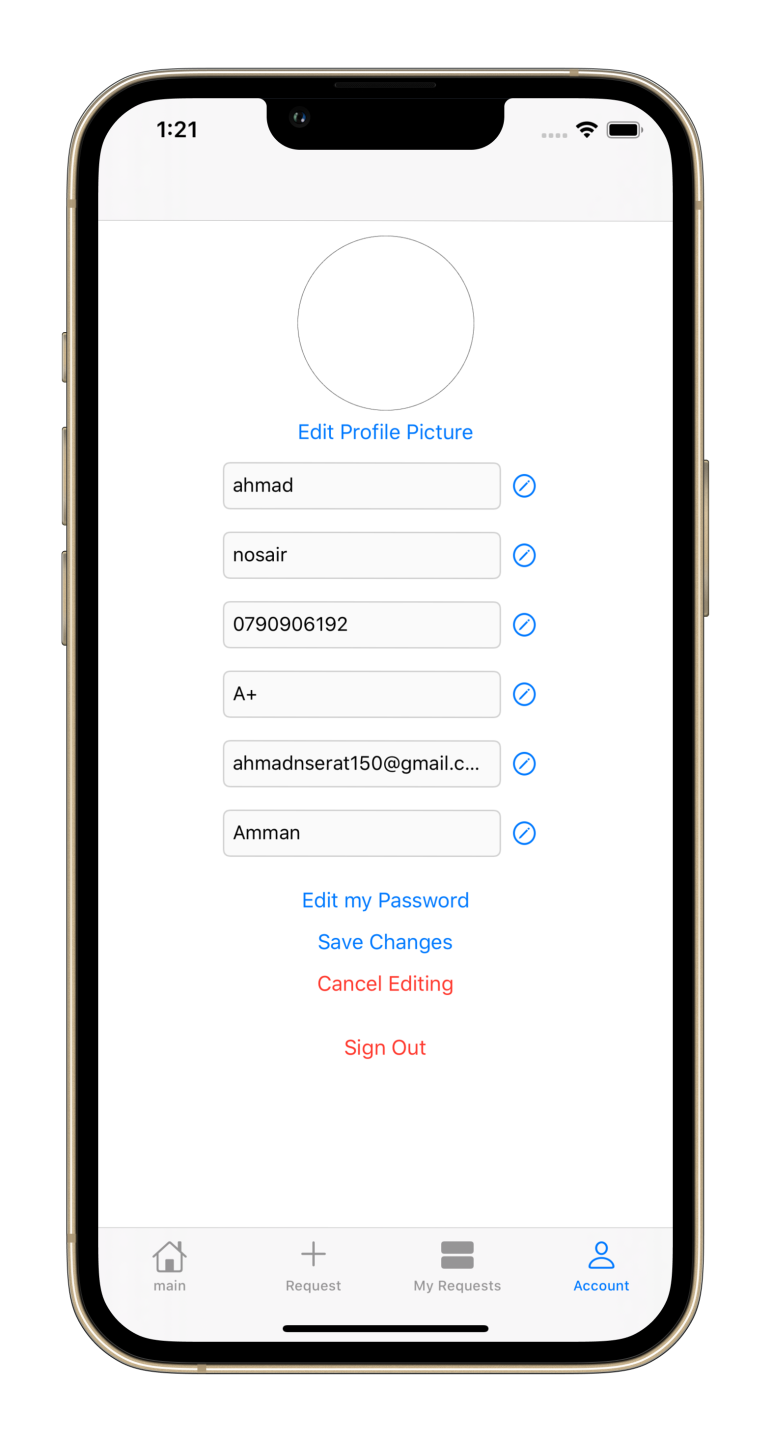 1:21
Edit Profile Picture
ahmad
nosair
0790906192
A+
ahmadnserat150@gmail.c...
Amman
Edit my Password
Save Changes
Cancel Editing
Sign Out
main
Request
My Requests
Account